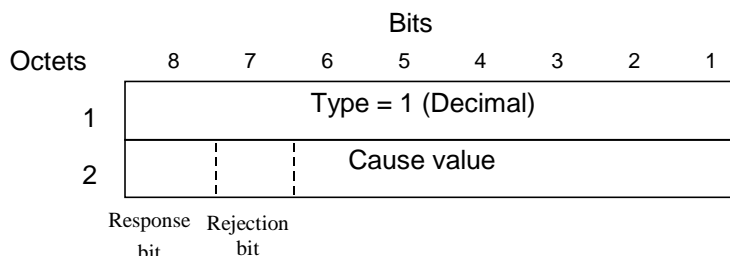 Bits
Octets 8 7 6 5 4 3 2 1
1 Type = 1 (Decimal)
2 Cause value
Response Rejection
bit bit